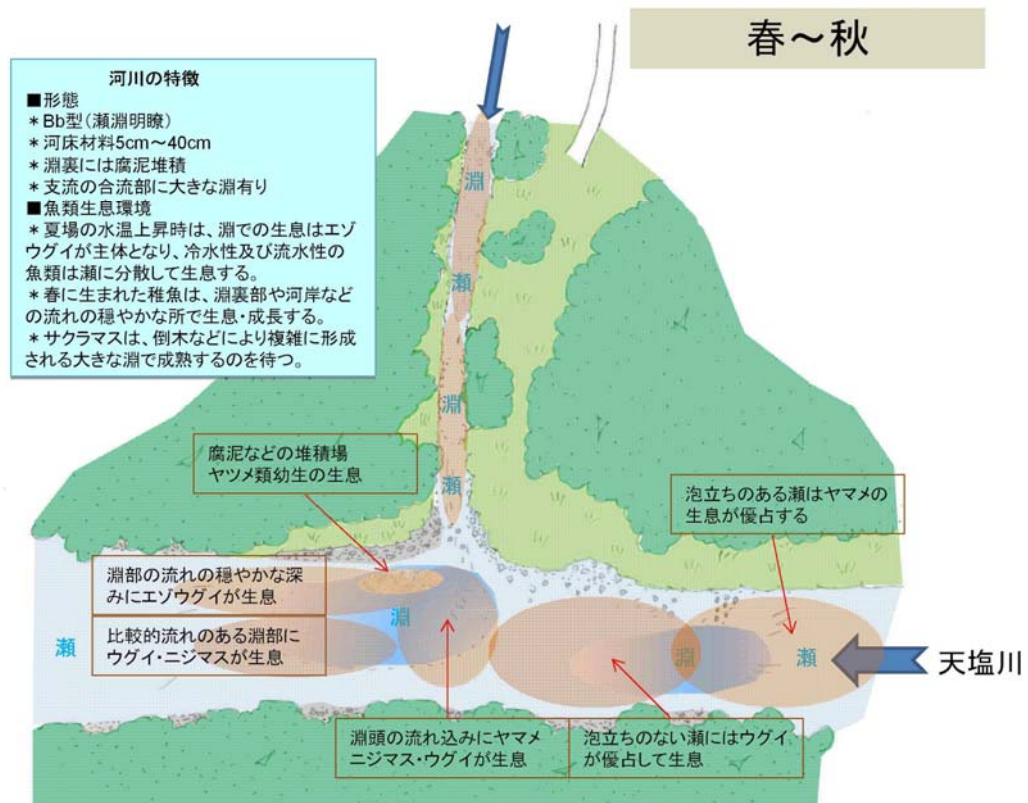 春～秋
河川の特徴
■形態
＊Bb型(瀬淵明瞭)
＊河床材料5cm～40cm
＊淵裏には腐泥堆積
＊支流の合流部に大きな淵有り
■魚類生息環境
＊夏場の水温上昇時は、淵での生息はエゾ
ウグイが主体となり、冷水性及び流水性の
魚類は瀬に分散して生息する。
＊春に生まれた稚魚は、淵裏部や河岸など
の流れの穏やかな所で生息・成長する。
＊サクラマスは、倒木などにより複雑に形成
される大きな淵で成熟するのを待つ。
淵
瀬
淵
瀬
腐泥などの堆積場
ヤツメ類幼生の生息
泡立ちのある瀬はヤマメの
生息が優占する
淵部の流れの穏やかな深
みにエゾウグイが生息
比較的流れのある淵部に
ウグイ・ニジマスが生息
瀬
淵
淵
瀬
天塩川
淵頭の流れ込みにヤマメ
ニジマス・ウグイが生息
泡立ちのない瀬にはウグイ
が優占して生息